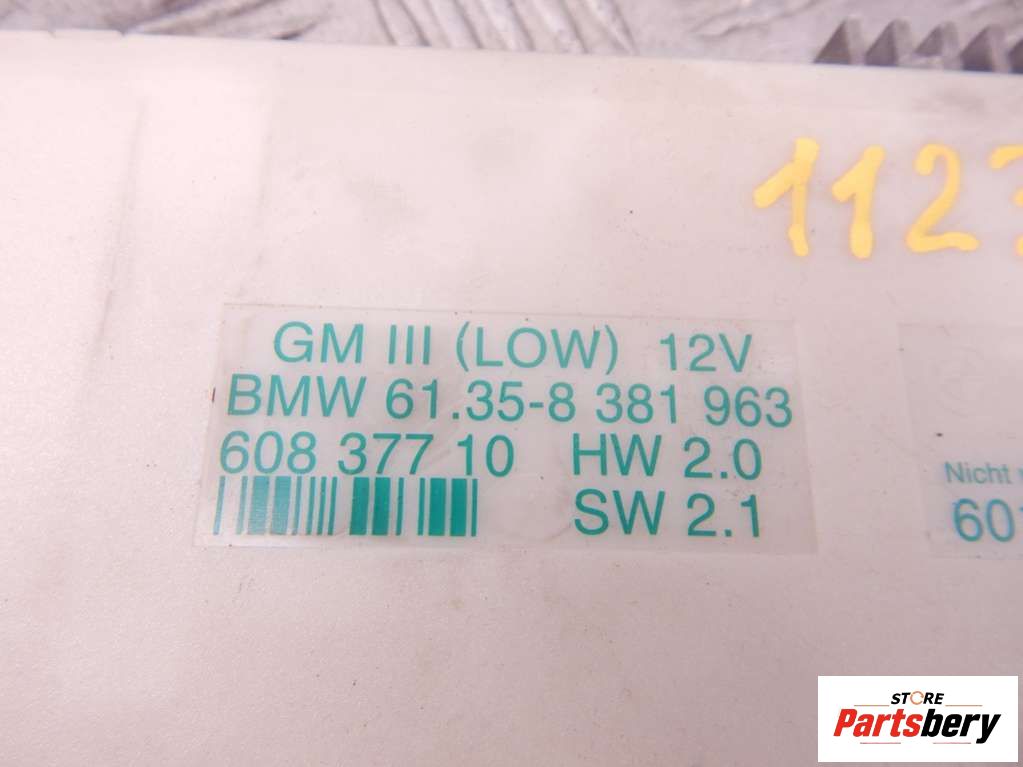 112
GM III (LOW) 12V
BMW 61.35-8 381 963
608 377 10 HW 2.0
SW 2.1
Nicht
60
STORE
Partsbery